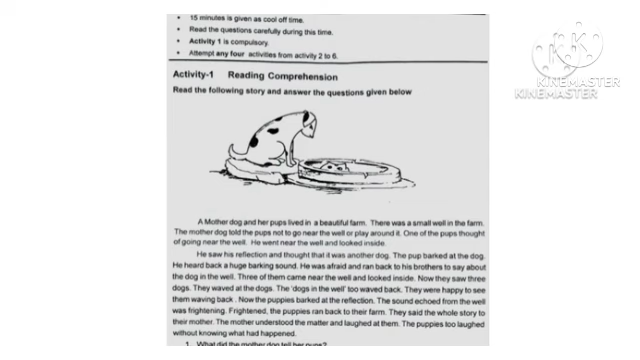 15 minutes is given as cool off time.
Read the questions carefully during this time.
Activity 1 is compulsory.
Attempt any four activities from activity 2 to 6.
KINEMASTER
KINEMASTER
Activity-1 Reading Comprehension
Read the following story and answer the questions given below
A Mother dog and her pups lived in a beautiful farm. There was a small well in the farm.
The mother dog told the pups not to go near the well or play around it. One of the pups thought
of going near the well. He went near the well and looked inside.
He saw his reflection and thought that it was another dog. The pup barked at the dog.
He heard back a huge barking sound. He was afraid and ran back to his brothers to say about
the dog in the well. Three of them came near the well and looked inside. Now they saw three
dogs. They waved at the dogs. The 'dogs in the well' too waved back. They were happy to see
them waving back. Now the puppies barked at the reflection. The sound echoed from the well
was frightening. Frightened, the puppies ran back to their farm. They said the whole story to
their mother. The mother understood the matter and laughed at them. The puppies too laughed
without knowing what had happened.
1. What did the mother dog tell her pups?